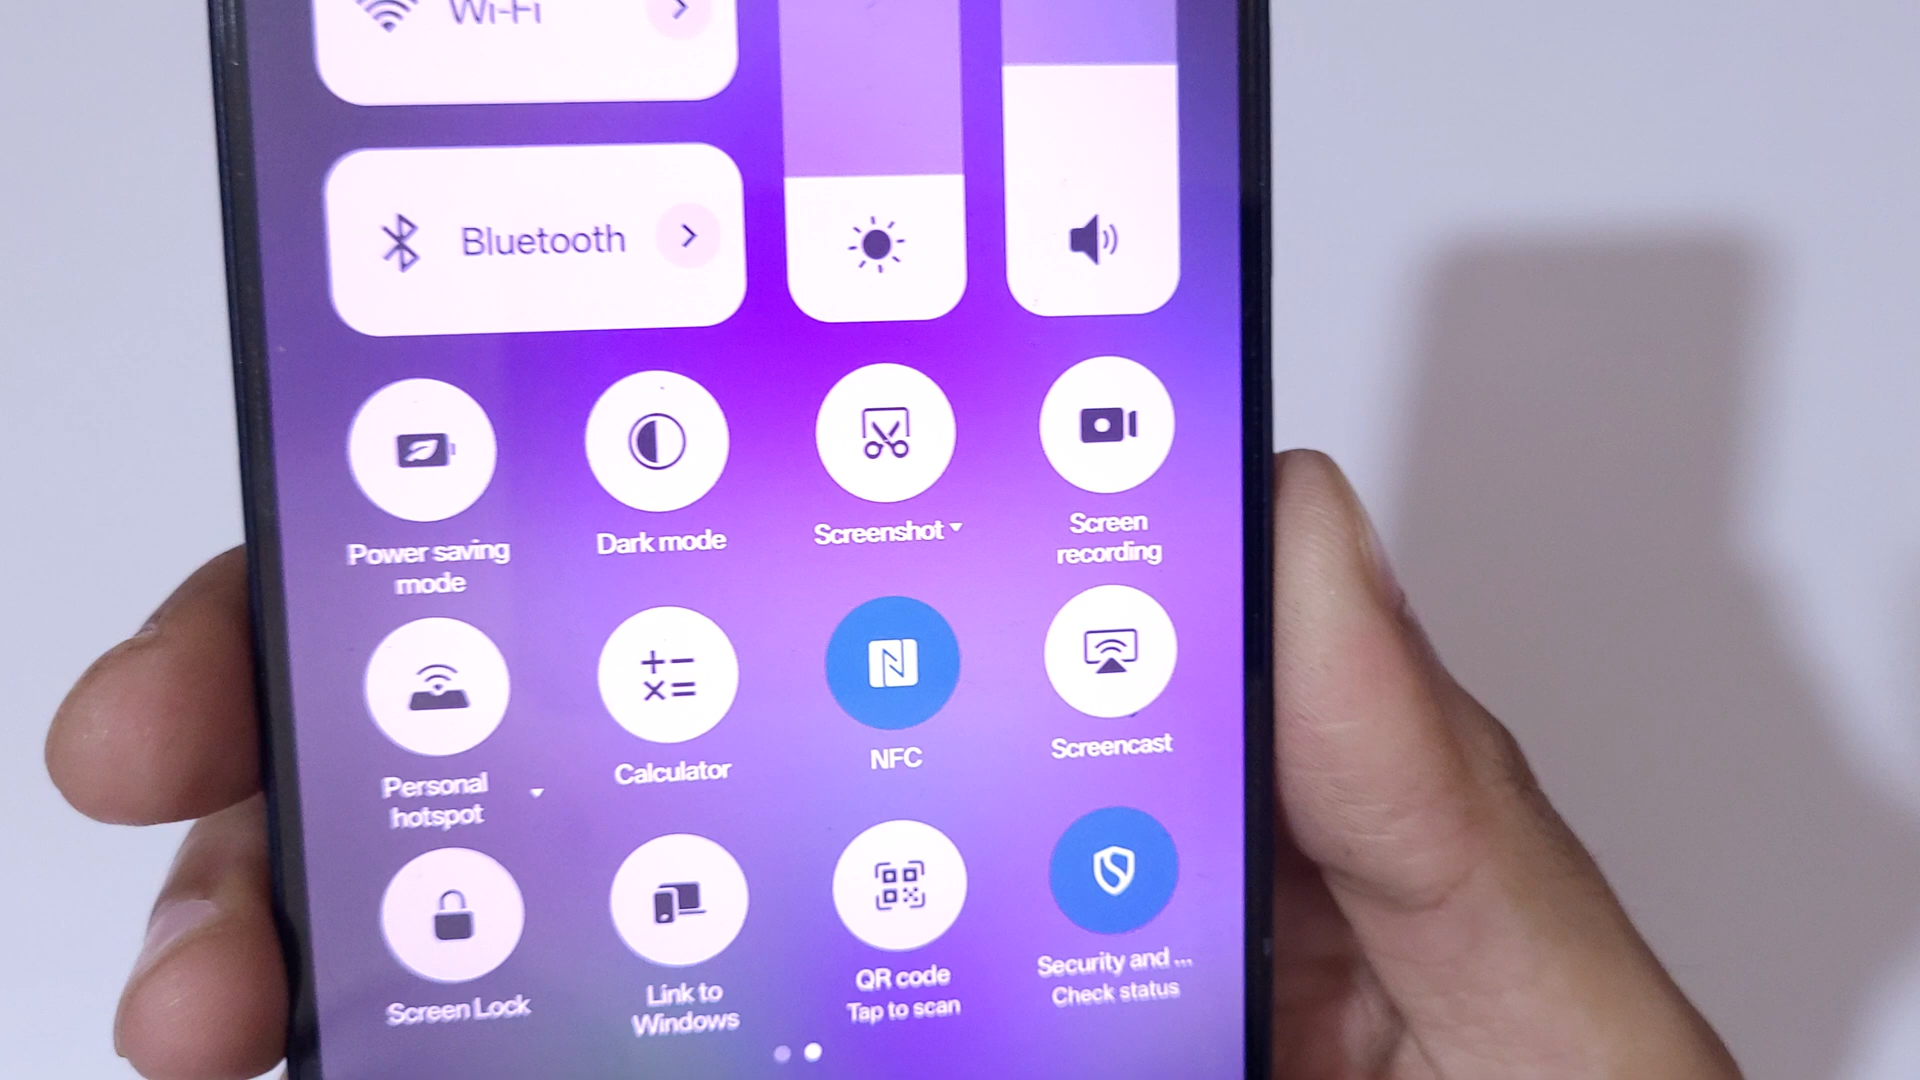 Wi-Fi
Bluetooth
Power saving
mode
Dark mode
Screenshot
Screen
recording
Personal
hotspot
Calculator
NFC
Screencast
Screen Lock
Link to
Windows
QR code
Tap to scan
Security and ...
Check status